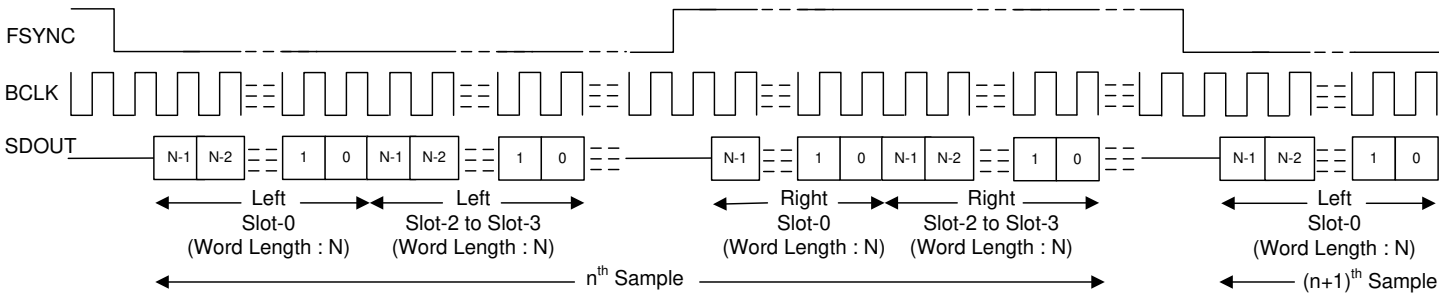 FSYNC
BCLK
SDOUT
N-1 N-2 1 0 N-1 N-2 1 0 N-1 1 0 N-1 N-2 1 0 N-1 N-2 1 0
Left Left Right Right Left
Slot-0 Slot-2 to Slot-3 Slot-0 Slot-2 to Slot-3 Slot-0
(Word Length : N) (Word Length : N) (Word Length : N) (Word Length : N) (Word Length : N)
nth Sample (n+1)th Sample